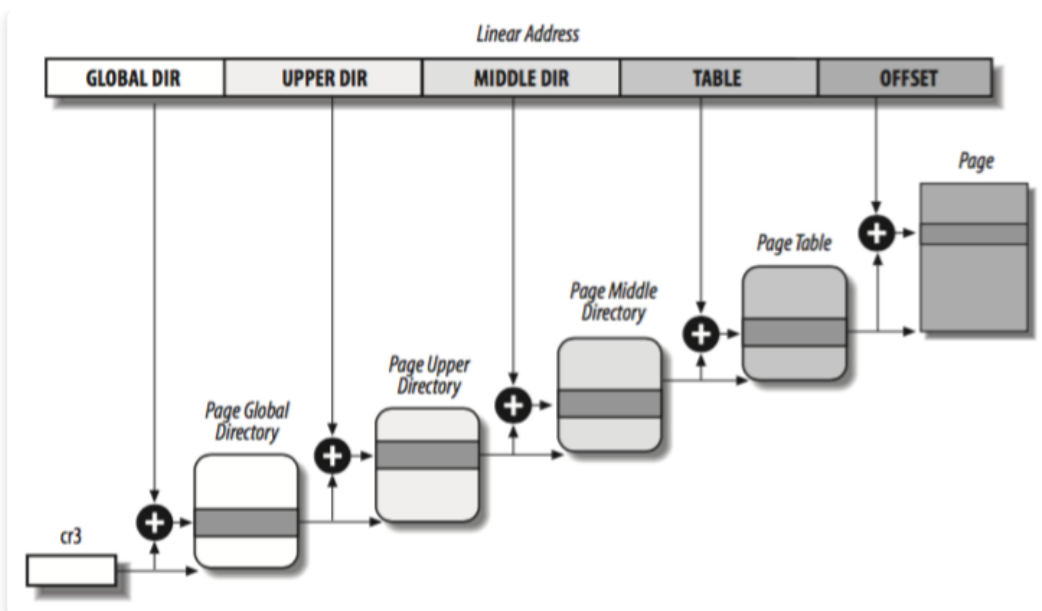 Linear Address
GLOBAL DIR
UPPER DIR
MIDDLE DIR
TABLE
OFFSET
Page
Page Table
Page Middle
Directory
Page Upper
Directory
Page Global
Directory
cr3